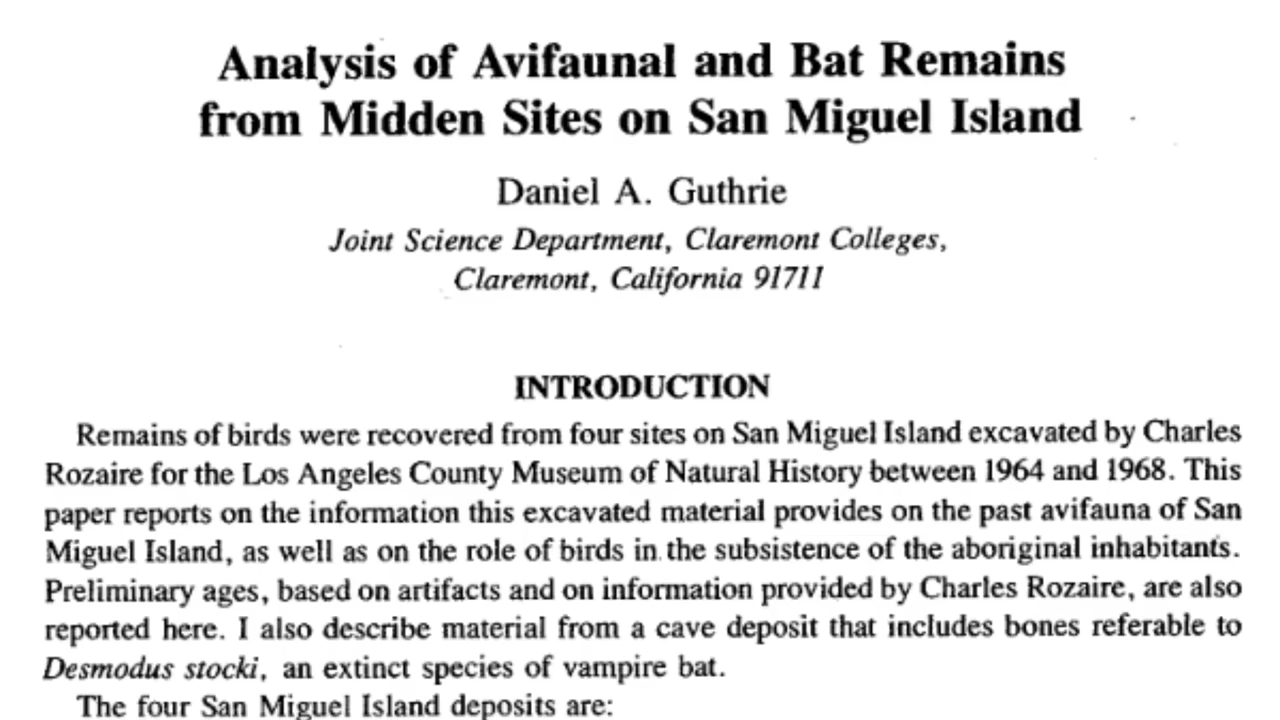 Analysis of Avifaunal and Bat Remains
from Midden Sites on San Miguel Island
Daniel A. Guthrie
Joint Science Department, Claremont Colleges,
Claremont, California 91711
INTRODUCTION
Remains of birds were recovered from four sites on San Miguel Island excavated by Charles
Rozaire for the Los Angeles County Museum of Natural History between 1964 and 1968. This
paper reports on the information this excavated material provides on the past avifauna of San
Miguel Island, as well as on the role of birds in the subsistence of the aboriginal inhabitants.
Preliminary ages, based on artifacts and on information provided by Charles Rozaire, are also
reported here. I also describe material from a cave deposit that includes bones referable to
Desmodus stocki, an extinct species of vampire bat.
The four San Miguel Island deposits are: